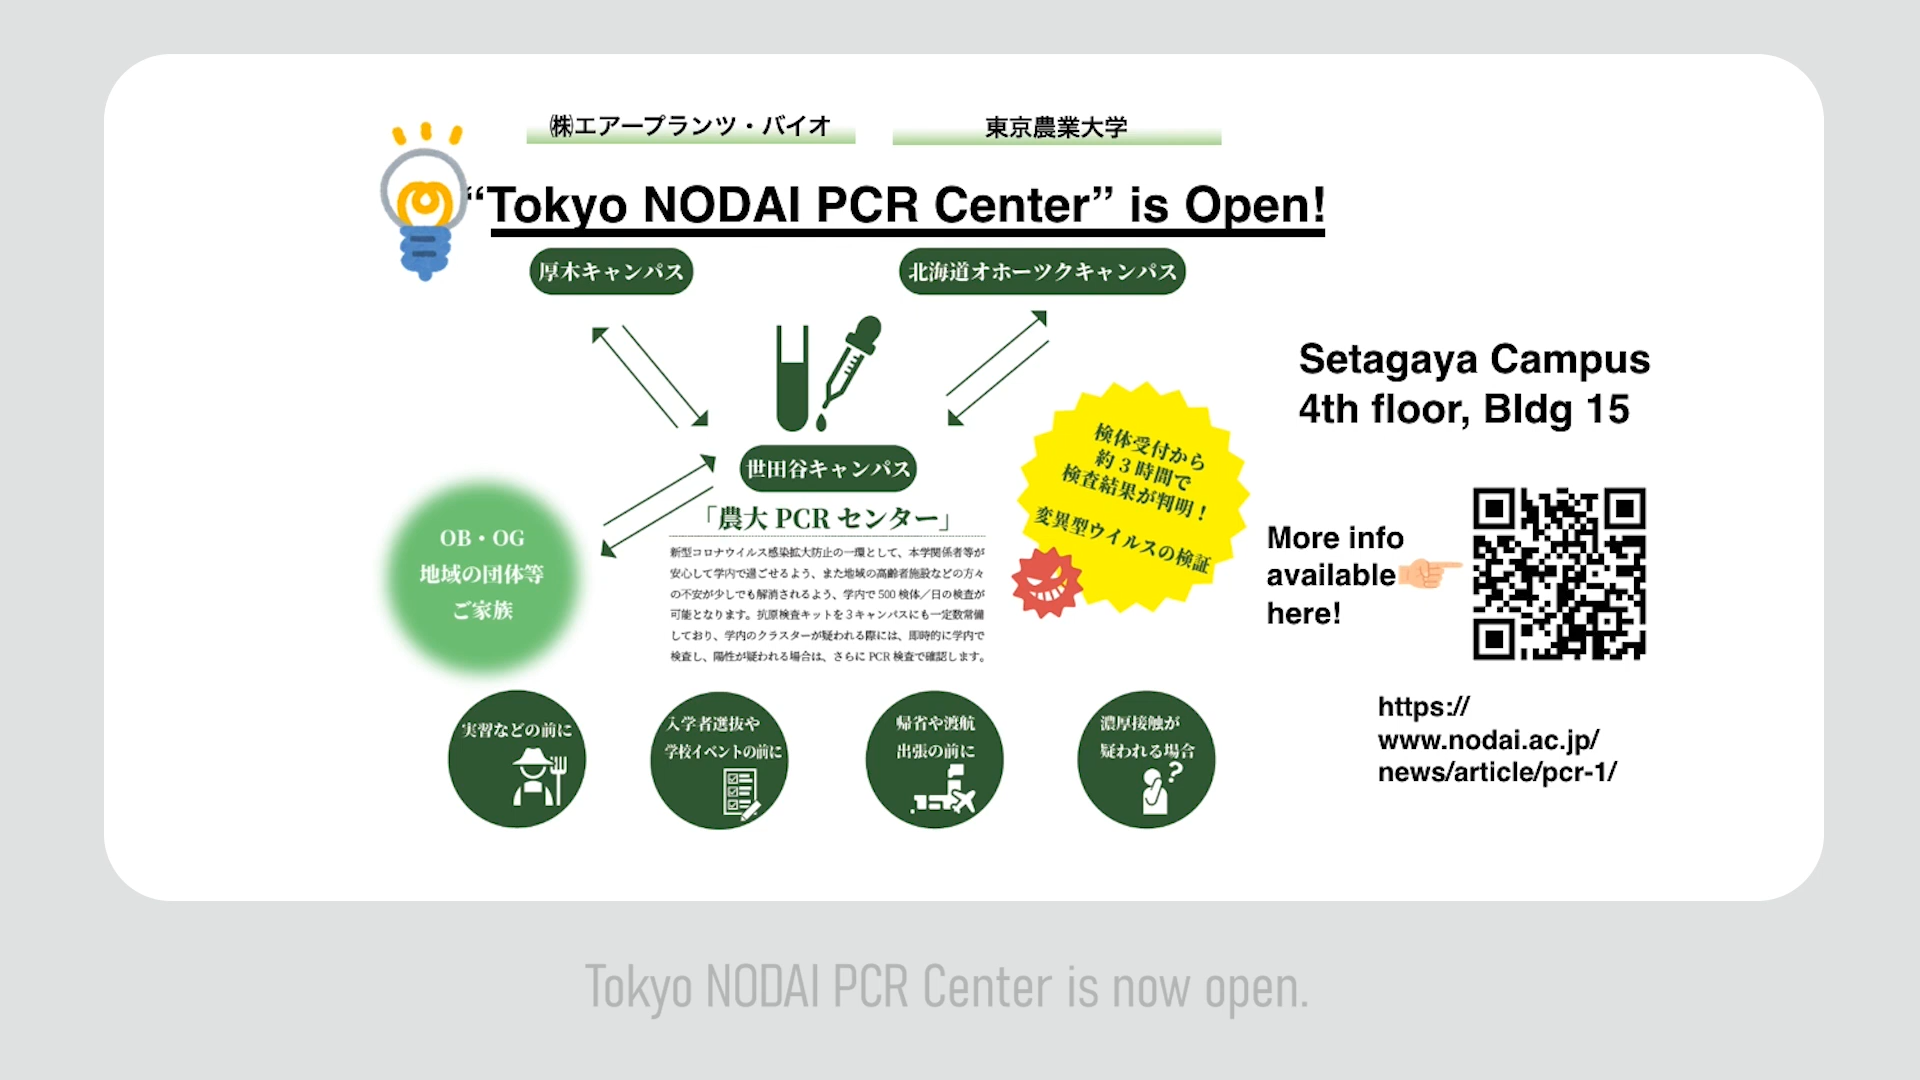 ㈱エアープランツ・バイオ
東京農業大学
“Tokyo NODAI PCR Center” is Open!
厚木キャンパス
北海道オホーツクキャンパス
Setagaya Campus
4th floor, Bldg 15
検体受付から
約3時間で
検査結果が判明！
変異型ウイルスの検証
世田谷キャンパス
「農大 PCR センター」
新型コロナウイルス感染拡大防止の一環として、本学関係者等が
安心して学内で過ごせるよう、また地域の高齢者施設などの方々
の不安が少しでも解消されるよう、学内で 500 検体／日の検査が
可能となります。抗原検査キットを3キャンパスにも一定数常備
しており、学内のクラスターが疑われる際には、即時的に学内で
検査し、陽性が疑われる場合は、さらに PCR 検査で確認します。
OB・OG
地域の団体等
ご家族
More info
available
here!
https://
www.nodai.ac.jp/
news/article/pcr-1/
実習などの前に
入学者選抜や
学校イベントの前に
帰省や渡航
出張の前に
濃厚接触が
疑われる場合
Tokyo NODAI PCR Center is now open.